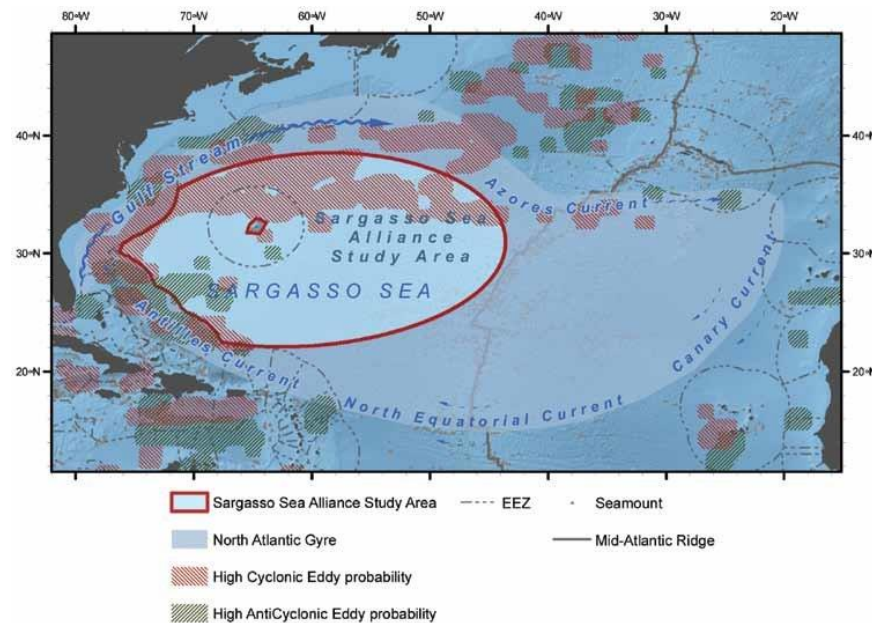 80°W 70°W 60°W 50°W 40°W 30°W 20°W
40°N 40°N
30°N 30°N
20°N 20°N
Gulf Stream
Azores Current
Sargasso Sea
Alliance
Study Area
SARGASSO SEA
Antilles Current
Canary Current
North Equatorial Current
Sargasso Sea Alliance Study Area EEZ Seamount
North Atlantic Gyre Mid-Atlantic Ridge
High Cyclonic Eddy probability
High AntiCyclonic Eddy probability